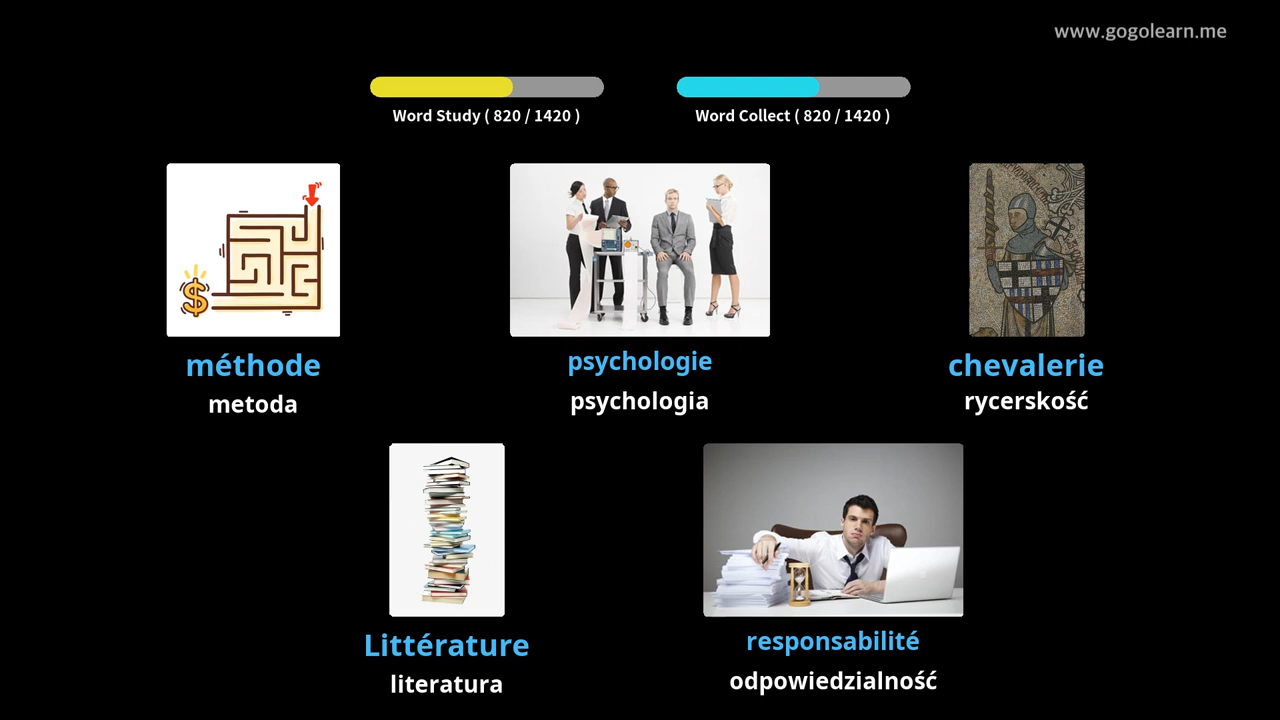 www.gogolearn.me
Word Study ( 820 / 1420 )
Word Collect ( 820 / 1420 )
méthode
metoda
psychologie
psychologia
chevalerie
rycerskość
Littérature
literatura
responsabilité
odpowiedzialność